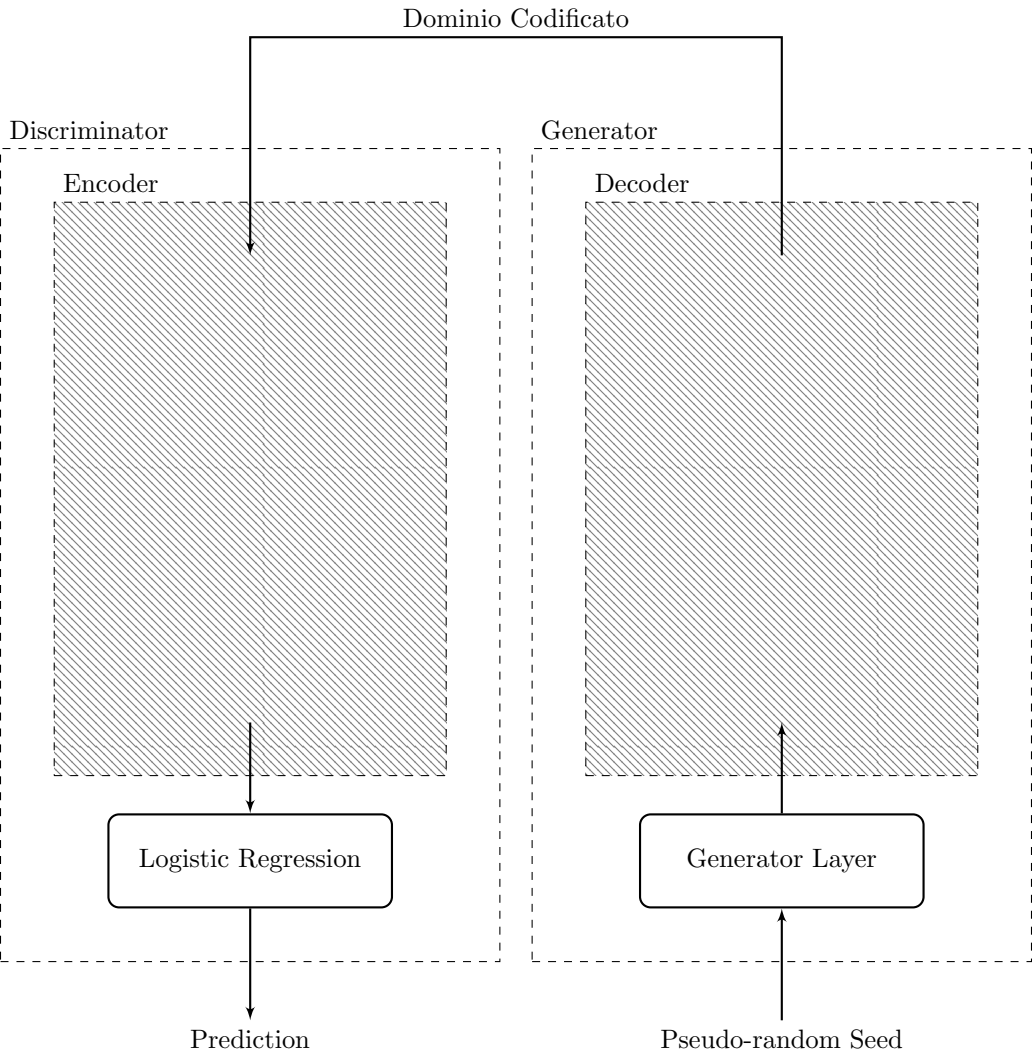 Dominio Codificato
Discriminator
Generator
Encoder
Decoder
Logistic Regression
Generator Layer
Prediction
Pseudo-random Seed